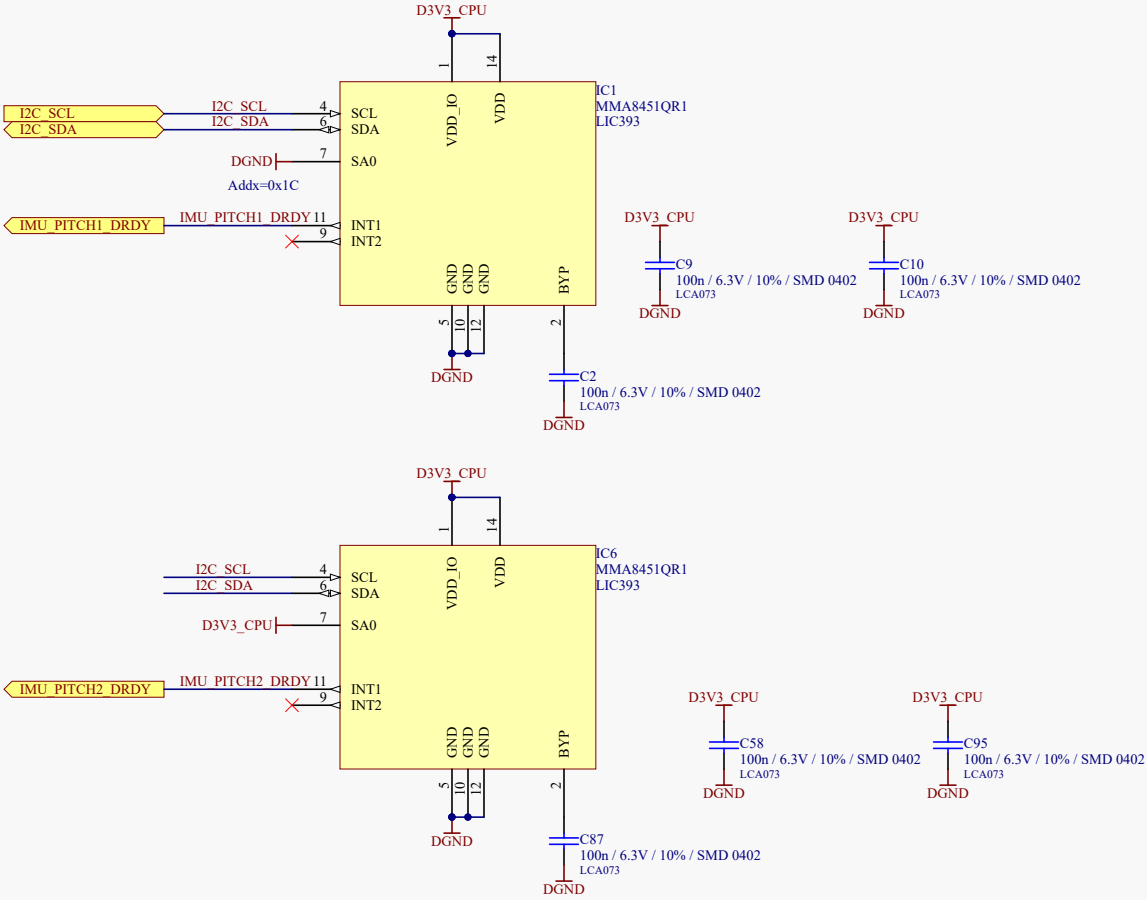 D3V3_CPU
1
14
IC1
MMA8451QR1
LIC393
VDD_IO
VDD
I2C_SCL
I2C_SCL
4
SCL
I2C_SDA
I2C_SDA
6
SDA
DGND
7
SA0
Addx=0x1C
IMU_PITCH1_DRDY
IMU_PITCH1_DRDY
11
INT1
9
INT2
GND
GND
GND
BYP
5
10
12
2
DGND
C2
100n / 6.3V / 10% / SMD 0402
LCA073
DGND
D3V3_CPU
C9
100n / 6.3V / 10% / SMD 0402
LCA073
DGND
D3V3_CPU
C10
100n / 6.3V / 10% / SMD 0402
LCA073
DGND
D3V3_CPU
1
14
IC6
MMA8451QR1
LIC393
VDD_IO
VDD
I2C_SCL
4
SCL
I2C_SDA
6
SDA
D3V3_CPU
7
SA0
IMU_PITCH2_DRDY
IMU_PITCH2_DRDY
11
INT1
9
INT2
GND
GND
GND
BYP
5
10
12
2
DGND
C87
100n / 6.3V / 10% / SMD 0402
LCA073
DGND
D3V3_CPU
C58
100n / 6.3V / 10% / SMD 0402
LCA073
DGND
D3V3_CPU
C95
100n / 6.3V / 10% / SMD 0402
LCA073
DGND